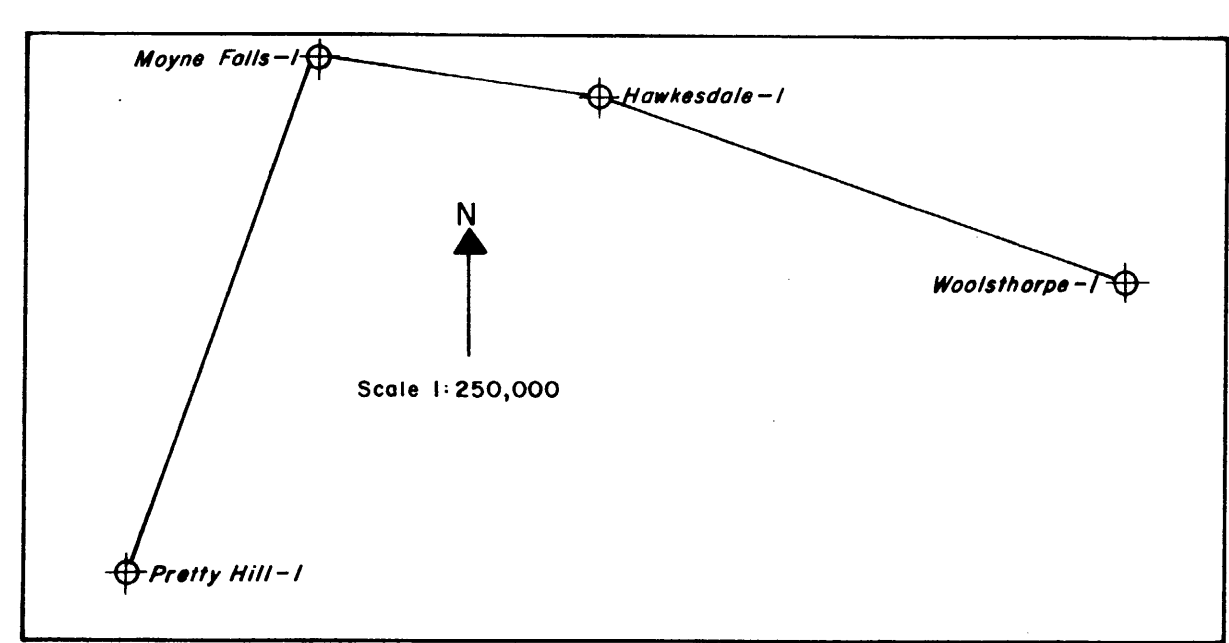 Moyne Falls-1
Hawkesdale-1
N
Woolsthorpe-1
Scale 1:250,000
Pretty Hill-1